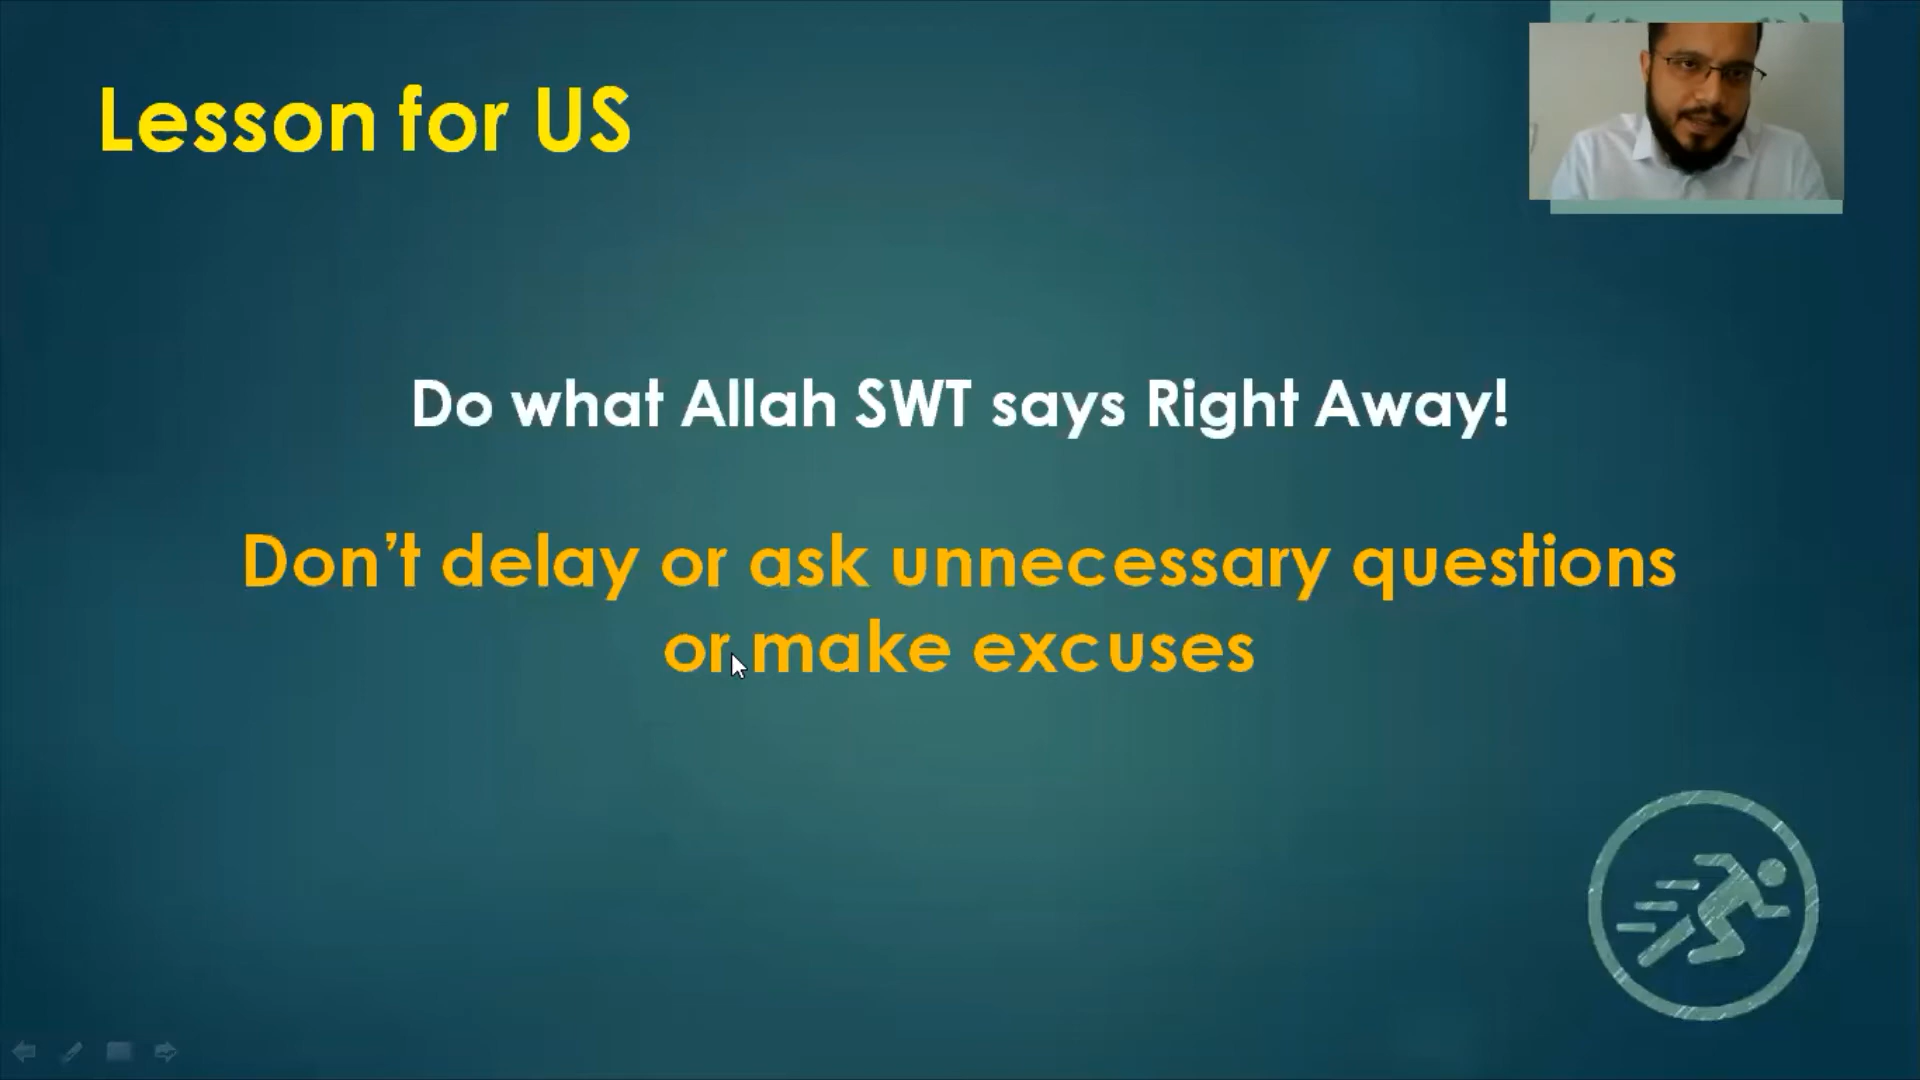 Lesson for US
Do what Allah SWT says Right Away!
Don't delay or ask unnecessary questions
or make excuses